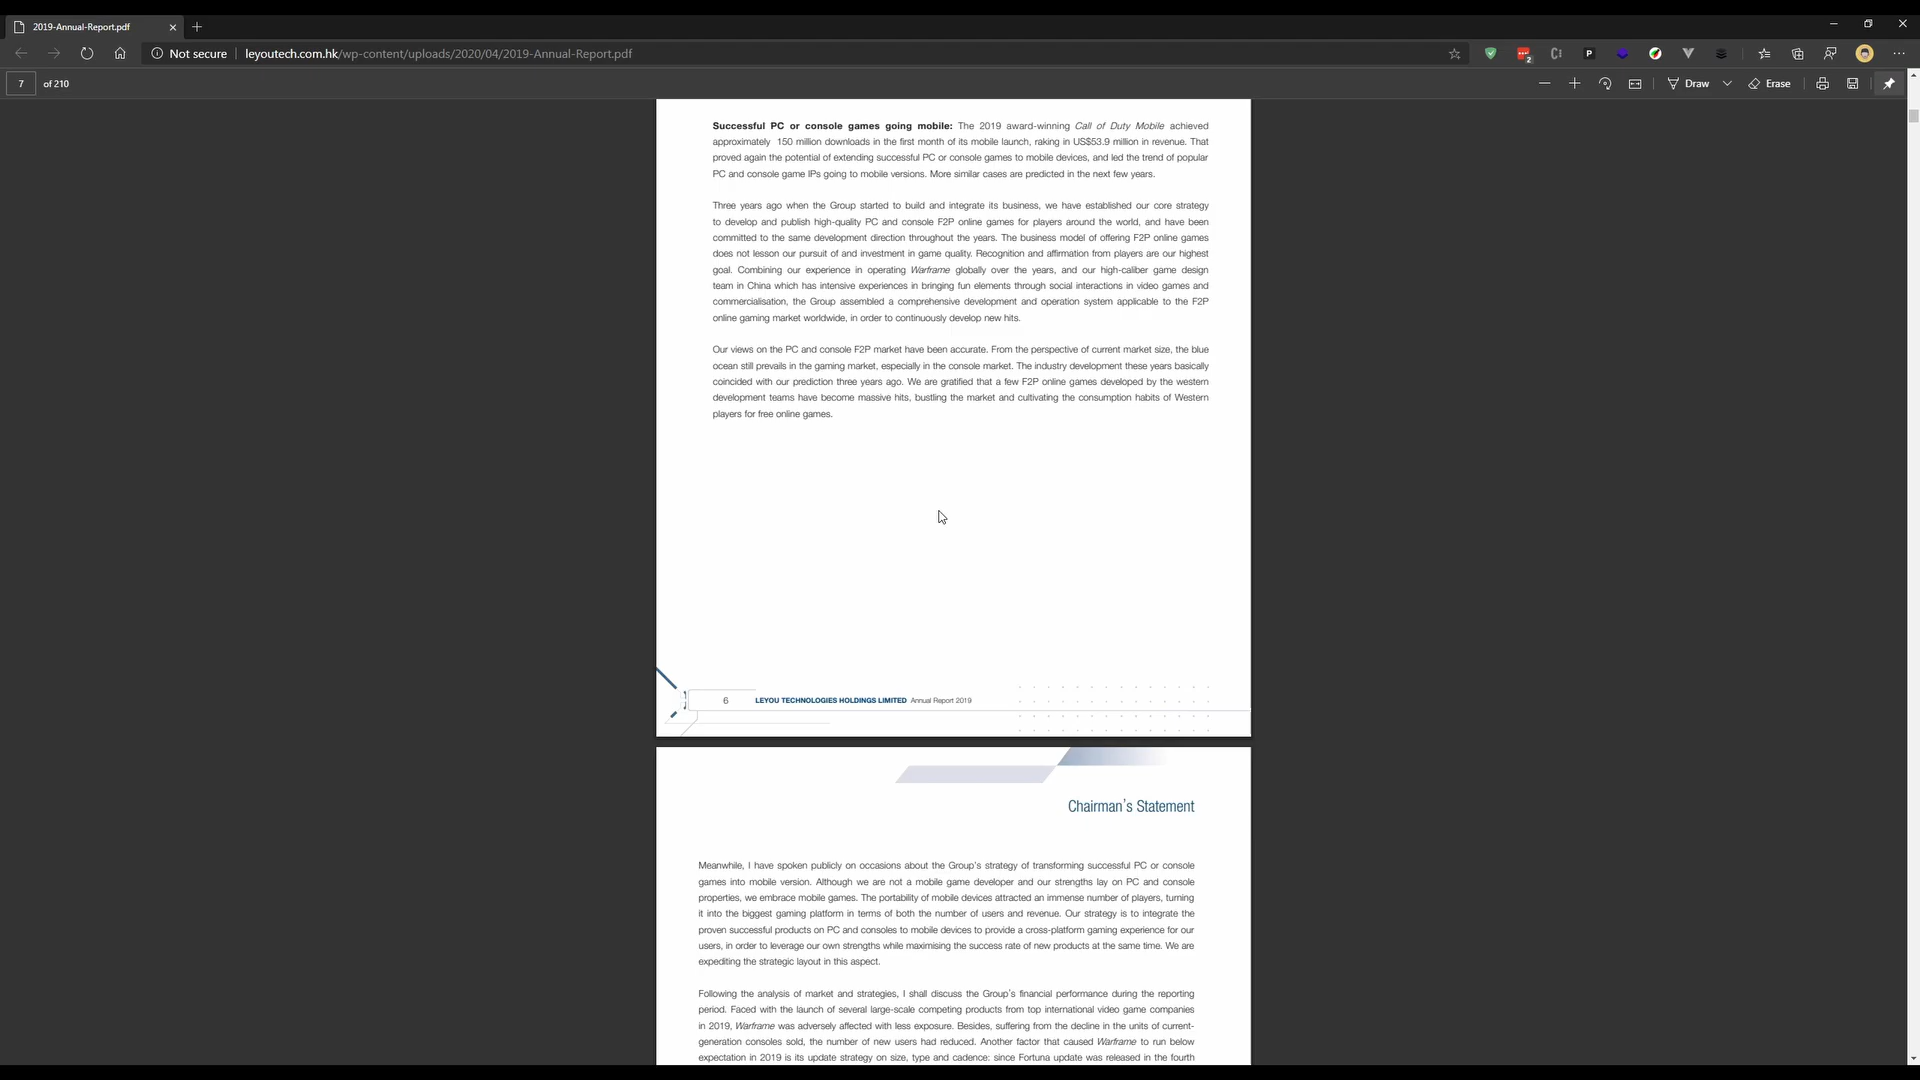 2019-Annual-Report.pdf
Not secure
leyoutech.com.hk/wp-content/uploads/2020/04/2019-Annual-Report.pdf
2
P
7 of 210
Draw
Erase
Successful PC or console games going mobile: The 2019 award-winning Call of Duty Mobile achieved
approximately 150 million downloads in the first month of its mobile launch, raking in US$53.9 million in revenue. That
proved again the potential of extending successful PC or console games to mobile devices, and led the trend of popular
PC and console game IPs going to mobile versions. More similar cases are predicted in the next few years.
Three years ago when the Group started to build and integrate its business, we have established our core strategy
to develop and publish high-quality PC and console F2P online games for players around the world, and have been
committed to the same development direction throughout the years. The business model of offering F2P online games
does not lesson our pursuit of and investment in game quality. Recognition and affirmation from players are our highest
goal. Combining our experience in operating Warframe globally over the years, and our high-caliber game design
team in China which has intensive experiences in bringing fun elements through social interactions in video games and
commercialisation, the Group assembled a comprehensive development and operation system applicable to the F2P
online gaming market worldwide, in order to continuously develop new hits.
Our views on the PC and console F2P market have been accurate. From the perspective of current market size, the blue
ocean still prevails in the gaming market, especially in the console market. The industry development these years basically
coincided with our prediction three years ago. We are gratified that a few F2P online games developed by the western
development teams have become massive hits, bustling the market and cultivating the consumption habits of Western
players for free online games.
6 LEYOU TECHNOLOGIES HOLDINGS LIMITED Annual Report 2019
Chairman's Statement
Meanwhile, I have spoken publicly on occasions about the Group's strategy of transforming successful PC or console
games into mobile version. Although we are not a mobile game developer and our strengths lay on PC and console
properties, we embrace mobile games. The portability of mobile devices attracted an immense number of players, turning
it into the biggest gaming platform in terms of both the number of users and revenue. Our strategy is to integrate the
proven successful products on PC and consoles to mobile devices to provide a cross-platform gaming experience for our
users, in order to leverage our own strengths while maximising the success rate of new products at the same time. We are
expediting the strategic layout in this aspect.
Following the analysis of market and strategies, I shall discuss the Group's financial performance during the reporting
period. Faced with the launch of several large-scale competing products from top international video game companies
in 2019, Warframe was adversely affected with less exposure. Besides, suffering from the decline in the units of current-
generation consoles sold, the number of new users had reduced. Another factor that caused Warframe to run below
expectation in 2019 is its update strategy on size, type and cadence: since Fortuna update was released in the fourth